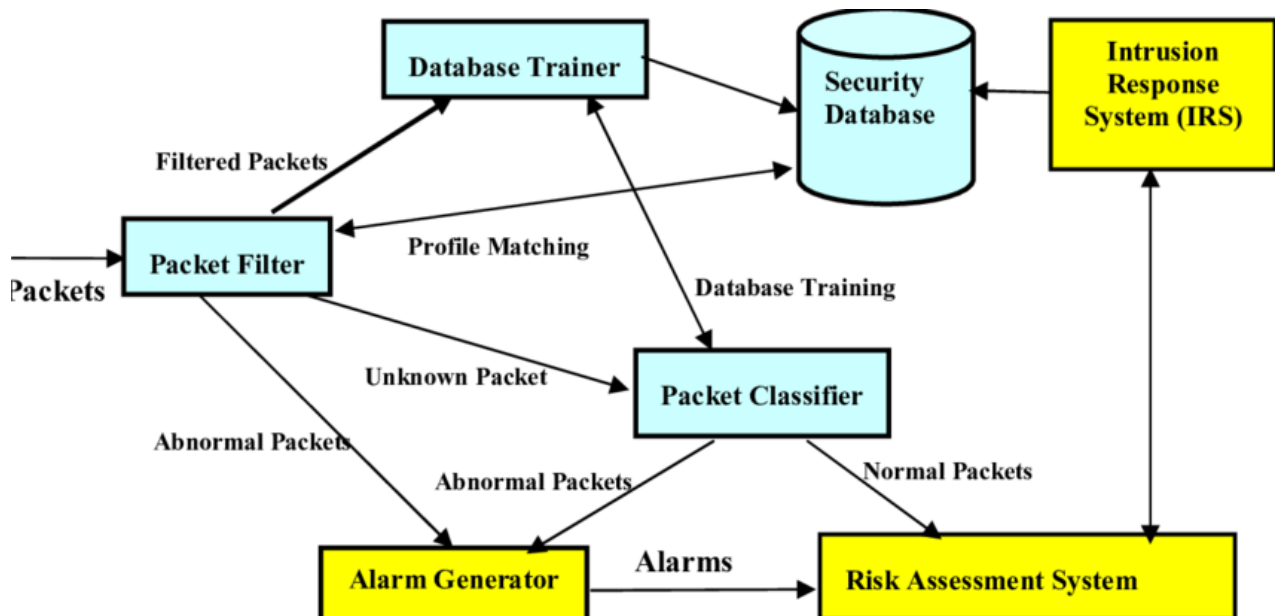 Database Trainer
Security
Database
Intrusion
Response
System (IRS)
Filtered Packets
Packet Filter
Profile Matching
Packets
Database Training
Unknown Packet
Packet Classifier
Abnormal Packets
Abnormal Packets
Normal Packets
Alarm Generator
Alarms
Risk Assessment System